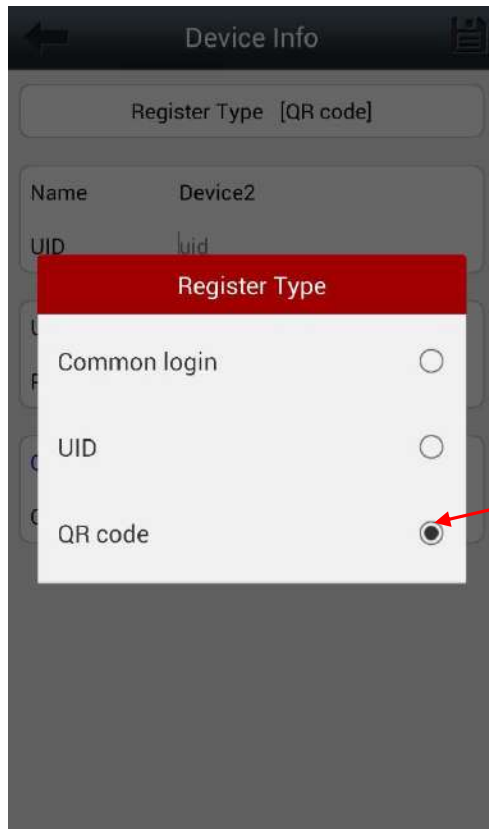 Device Info
Register Type [QR code]
Name Device2
UID uid
Register Type
Common login
UID
QR code